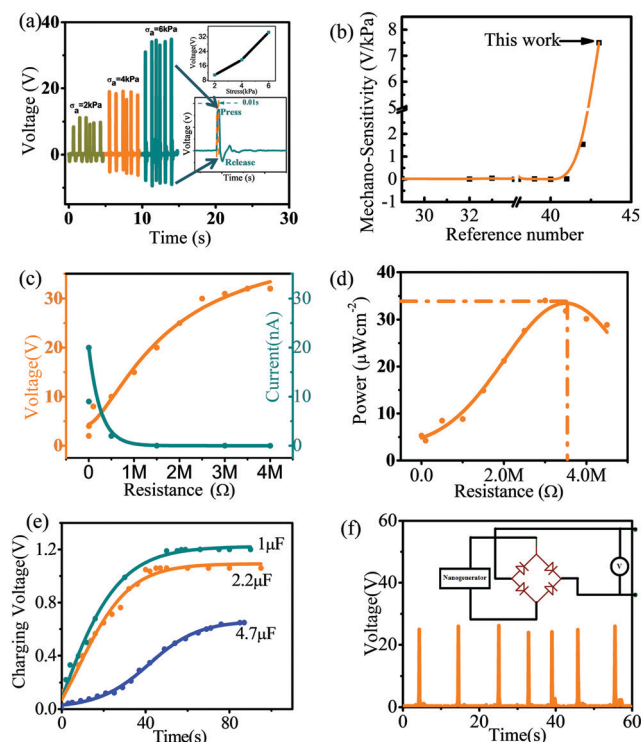 (a)
Voltage (V)
40
20
0
0
10
20
30
Time (s)
σa=2kPa
σa=4kPa
σa=6kPa
Voltage(V)
32
24
16
8
2
4
6
Stress(kPa)
Voltage (v)
0.01s
Press
Release
Time (s)
(b)
Mechano-Sensitivity (V/kPa)
8
7
6
5
2
1
0
-1
30
32
40
45
Reference number
This work
(c)
Voltage(V)
30
20
10
0
Current(nA)
30
20
10
0
0
1M
2M
3M
4M
Resistance (Ω)
(d)
Power (μWcm-2)
40
30
20
10
0
0.0
2.0M
4.0M
Resistance (Ω)
(e)
Charging Voltage(V)
1.2
0.8
0.4
0.0
0
40
80
Time(s)
1μF
2.2μF
4.7μF
(f)
Voltage(V)
60
40
20
0
0
20
40
60
Time(s)
Nanogenerator
V